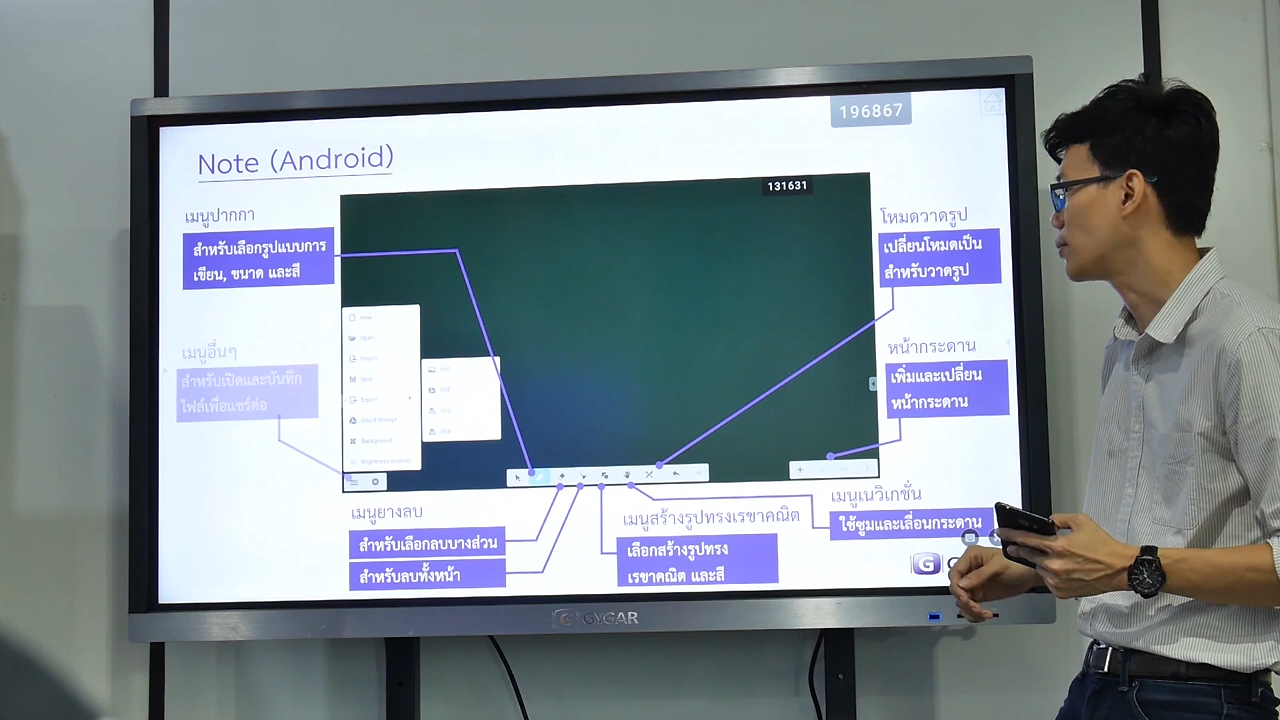 196867
Note (Android)
131631
เมนูปากกา
สำหรับเลือกรูปแบบการ
เขียน, ขนาด และสี
โหมดวาดรูป
เปลี่ยนโหมดเป็น
สำหรับวาดรูป
เมนูอื่นๆ
สำหรับเปิดและบันทึก
ไฟล์เพื่อแชร์ต่อ
New
Open
Import
Save
Export
Cloud Storage
Background
หน้ากระดาน
เพิ่มและเปลี่ยน
หน้ากระดาน
เมนูยางลบ
สำหรับเลือกลบบางส่วน
สำหรับลบทั้งหน้า
เมนูสร้างรูปทรงเรขาคณิต
เลือกสร้างรูปทรง
เรขาคณิต และสี
เมนูเนวิเกชั่น
ใช้ซูมและเลื่อนกระดาน
G
GYGAR